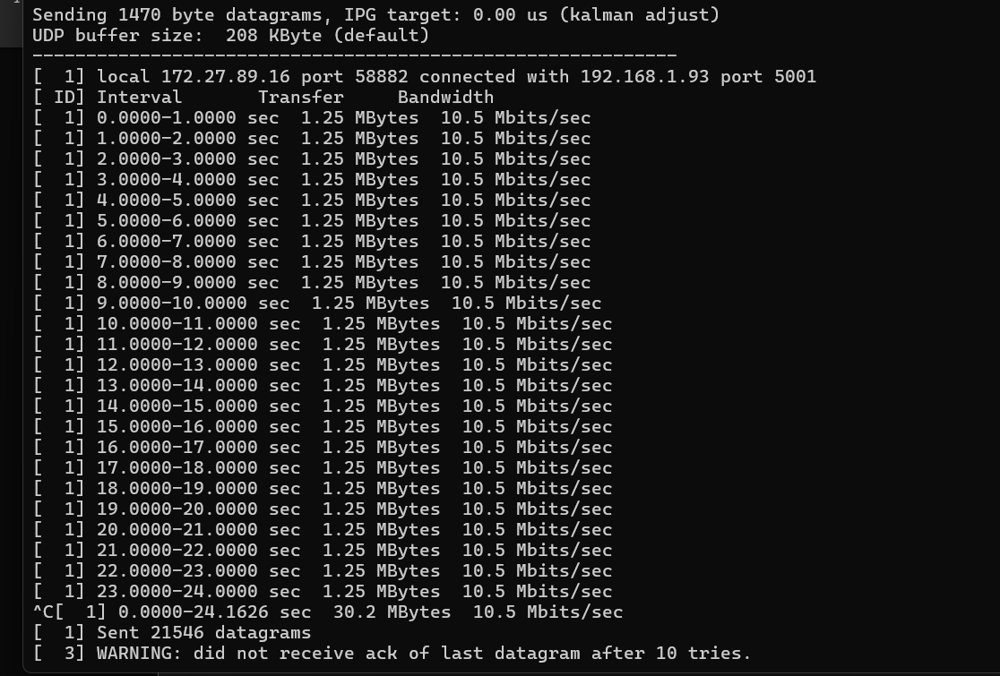 Sending 1470 byte datagrams, IPG target: 0.00 us (kalman adjust)
UDP buffer size:  208 KByte (default)
------------------------------------------------------------
[  1] local 172.27.89.16 port 58882 connected with 192.168.1.93 port 5001
[ ID] Interval       Transfer     Bandwidth
[  1] 0.0000-1.0000 sec  1.25 MBytes  10.5 Mbits/sec
[  1] 1.0000-2.0000 sec  1.25 MBytes  10.5 Mbits/sec
[  1] 2.0000-3.0000 sec  1.25 MBytes  10.5 Mbits/sec
[  1] 3.0000-4.0000 sec  1.25 MBytes  10.5 Mbits/sec
[  1] 4.0000-5.0000 sec  1.25 MBytes  10.5 Mbits/sec
[  1] 5.0000-6.0000 sec  1.25 MBytes  10.5 Mbits/sec
[  1] 6.0000-7.0000 sec  1.25 MBytes  10.5 Mbits/sec
[  1] 7.0000-8.0000 sec  1.25 MBytes  10.5 Mbits/sec
[  1] 8.0000-9.0000 sec  1.25 MBytes  10.5 Mbits/sec
[  1] 9.0000-10.0000 sec  1.25 MBytes  10.5 Mbits/sec
[  1] 10.0000-11.0000 sec  1.25 MBytes  10.5 Mbits/sec
[  1] 11.0000-12.0000 sec  1.25 MBytes  10.5 Mbits/sec
[  1] 12.0000-13.0000 sec  1.25 MBytes  10.5 Mbits/sec
[  1] 13.0000-14.0000 sec  1.25 MBytes  10.5 Mbits/sec
[  1] 14.0000-15.0000 sec  1.25 MBytes  10.5 Mbits/sec
[  1] 15.0000-16.0000 sec  1.25 MBytes  10.5 Mbits/sec
[  1] 16.0000-17.0000 sec  1.25 MBytes  10.5 Mbits/sec
[  1] 17.0000-18.0000 sec  1.25 MBytes  10.5 Mbits/sec
[  1] 18.0000-19.0000 sec  1.25 MBytes  10.5 Mbits/sec
[  1] 19.0000-20.0000 sec  1.25 MBytes  10.5 Mbits/sec
[  1] 20.0000-21.0000 sec  1.25 MBytes  10.5 Mbits/sec
[  1] 21.0000-22.0000 sec  1.25 MBytes  10.5 Mbits/sec
[  1] 22.0000-23.0000 sec  1.25 MBytes  10.5 Mbits/sec
[  1] 23.0000-24.0000 sec  1.25 MBytes  10.5 Mbits/sec
^C[  1] 0.0000-24.1626 sec  30.2 MBytes  10.5 Mbits/sec
[  1] Sent 21546 datagrams
[  3] WARNING: did not receive ack of last datagram after 10 tries.